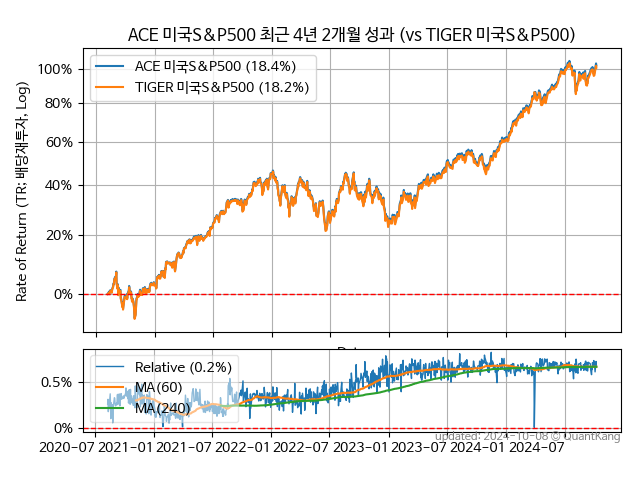 ACE 미국S&P500 최근 4년 2개월 성과 (vs TIGER 미국S&P500)
Rate of Return (TR: 배당재투자, Log)
ACE 미국S&P500 (18.4%)
TIGER 미국S&P500 (18.2%)
100%
80%
60%
40%
20%
0%
Relative (0.2%)
MA(60)
MA(240)
0.5%
0%
2020-07 2021-01 2021-07 2022-01 2022-07 2023-01 2023-07 2024-01 2024-07
updated: 2024-10-08 © QuantKang